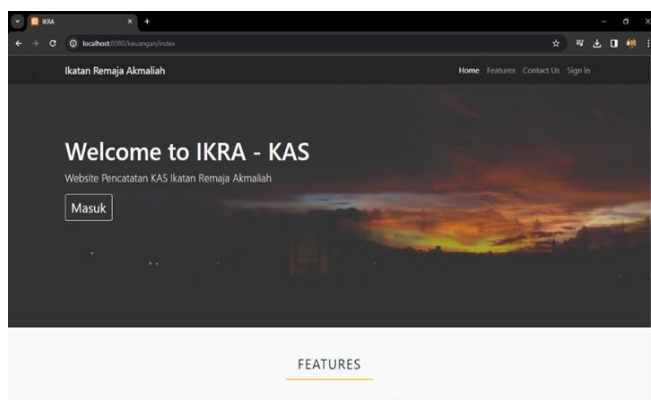 IKRA
localhost:8080/keuangan/index
Ikatan Remaja Akmaliah
Home Features Contact Us Sign in
Welcome to IKRA - KAS
Website Pencatatan KAS Ikatan Remaja Akmaliah
Masuk
FEATURES